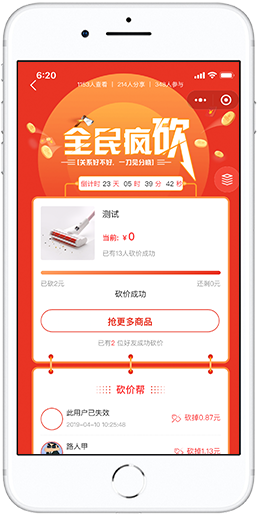 6:20
1183人查看 | 214人分享 | 348人参与
全民疯砍
关系好不好，一刀见分晓
倒计时 23 天 05 时 39 分 42 秒
测试
当前: ¥0
已有13人砍价成功
已砍2元 还剩0元
砍价成功
抢更多商品
已有2 位好友成功砍价
砍价帮
此用户已失效
2019-04-10 10:25:48
砍掉0.87元
路人甲
砍掉1.13元